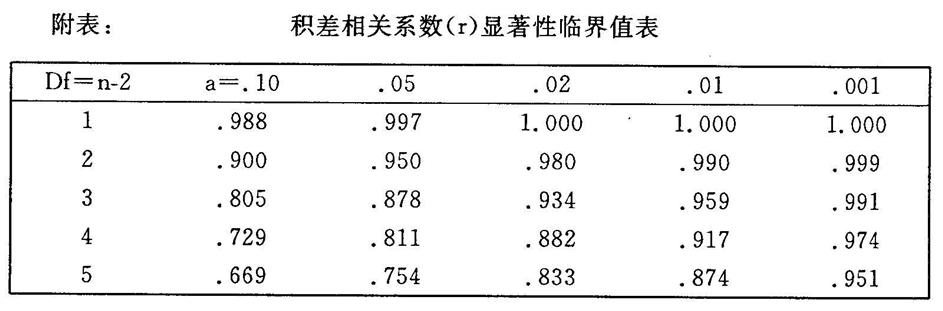 附表： 积差相关系数(r)显著性临界值表
Df=n-2 a=.10 .05 .02 .01 .001
1 .988 .997 1.000 1.000 1.000
2 .900 .950 .980 .990 .999
3 .805 .878 .934 .959 .991
4 .729 .811 .882 .917 .974
5 .669 .754 .833 .874 .951